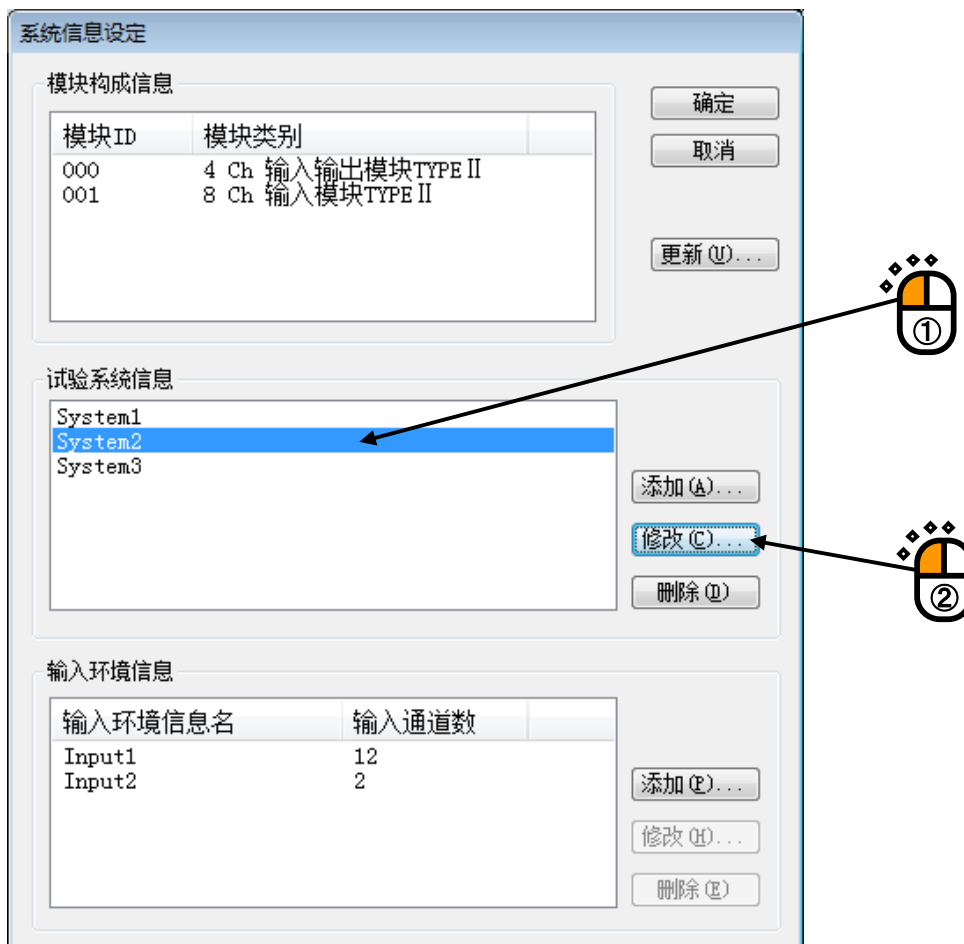 系统信息设定
模块构成信息
确定
模块ID 模块类别
取消
000 4 Ch 输入输出模块TYPEⅡ
001 8 Ch 输入模块TYPEⅡ
更新(U)...
①
试验系统信息
System1
System2
System3
添加(A)...
修改(C)...
删除(D)
②
输入环境信息
输入环境信息名 输入通道数
Input1 12
Input2 2
添加(P)...
修改(H)...
删除(E)